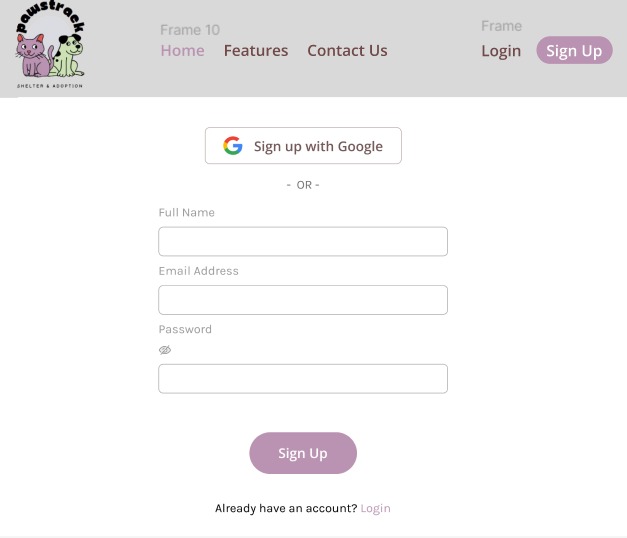 pawstrack
SHELTER & ADOPTION
Frame 10
Home Features Contact Us
Frame
Login Sign Up
Sign up with Google
- OR -
Full Name
Email Address
Password
Sign Up
Already have an account? Login